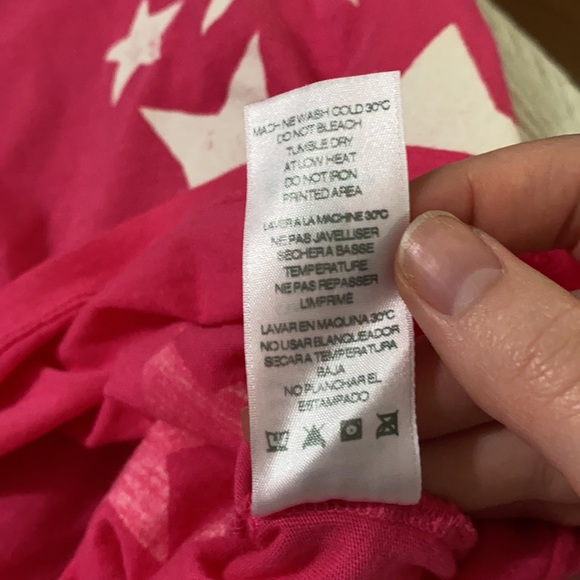 MACHINE WASH COLD 30°C
DO NOT BLEACH
TUMBLE DRY
AT LOW HEAT
DO NOT IRON
PRINTED AREA
LAVER A LA MACHINE 30°C
NE PAS JAVELLISER
SECHER A BASSE
TEMPERATURE
NE PAS REPASSER
L'IMPRIMÉ
LAVAR EN MAQUINA 30°C
NO USAR BLANQUEADOR
SECAR A TEMPERATURA
BAJA
NO PLANCHAR EL
ESTAMPADO